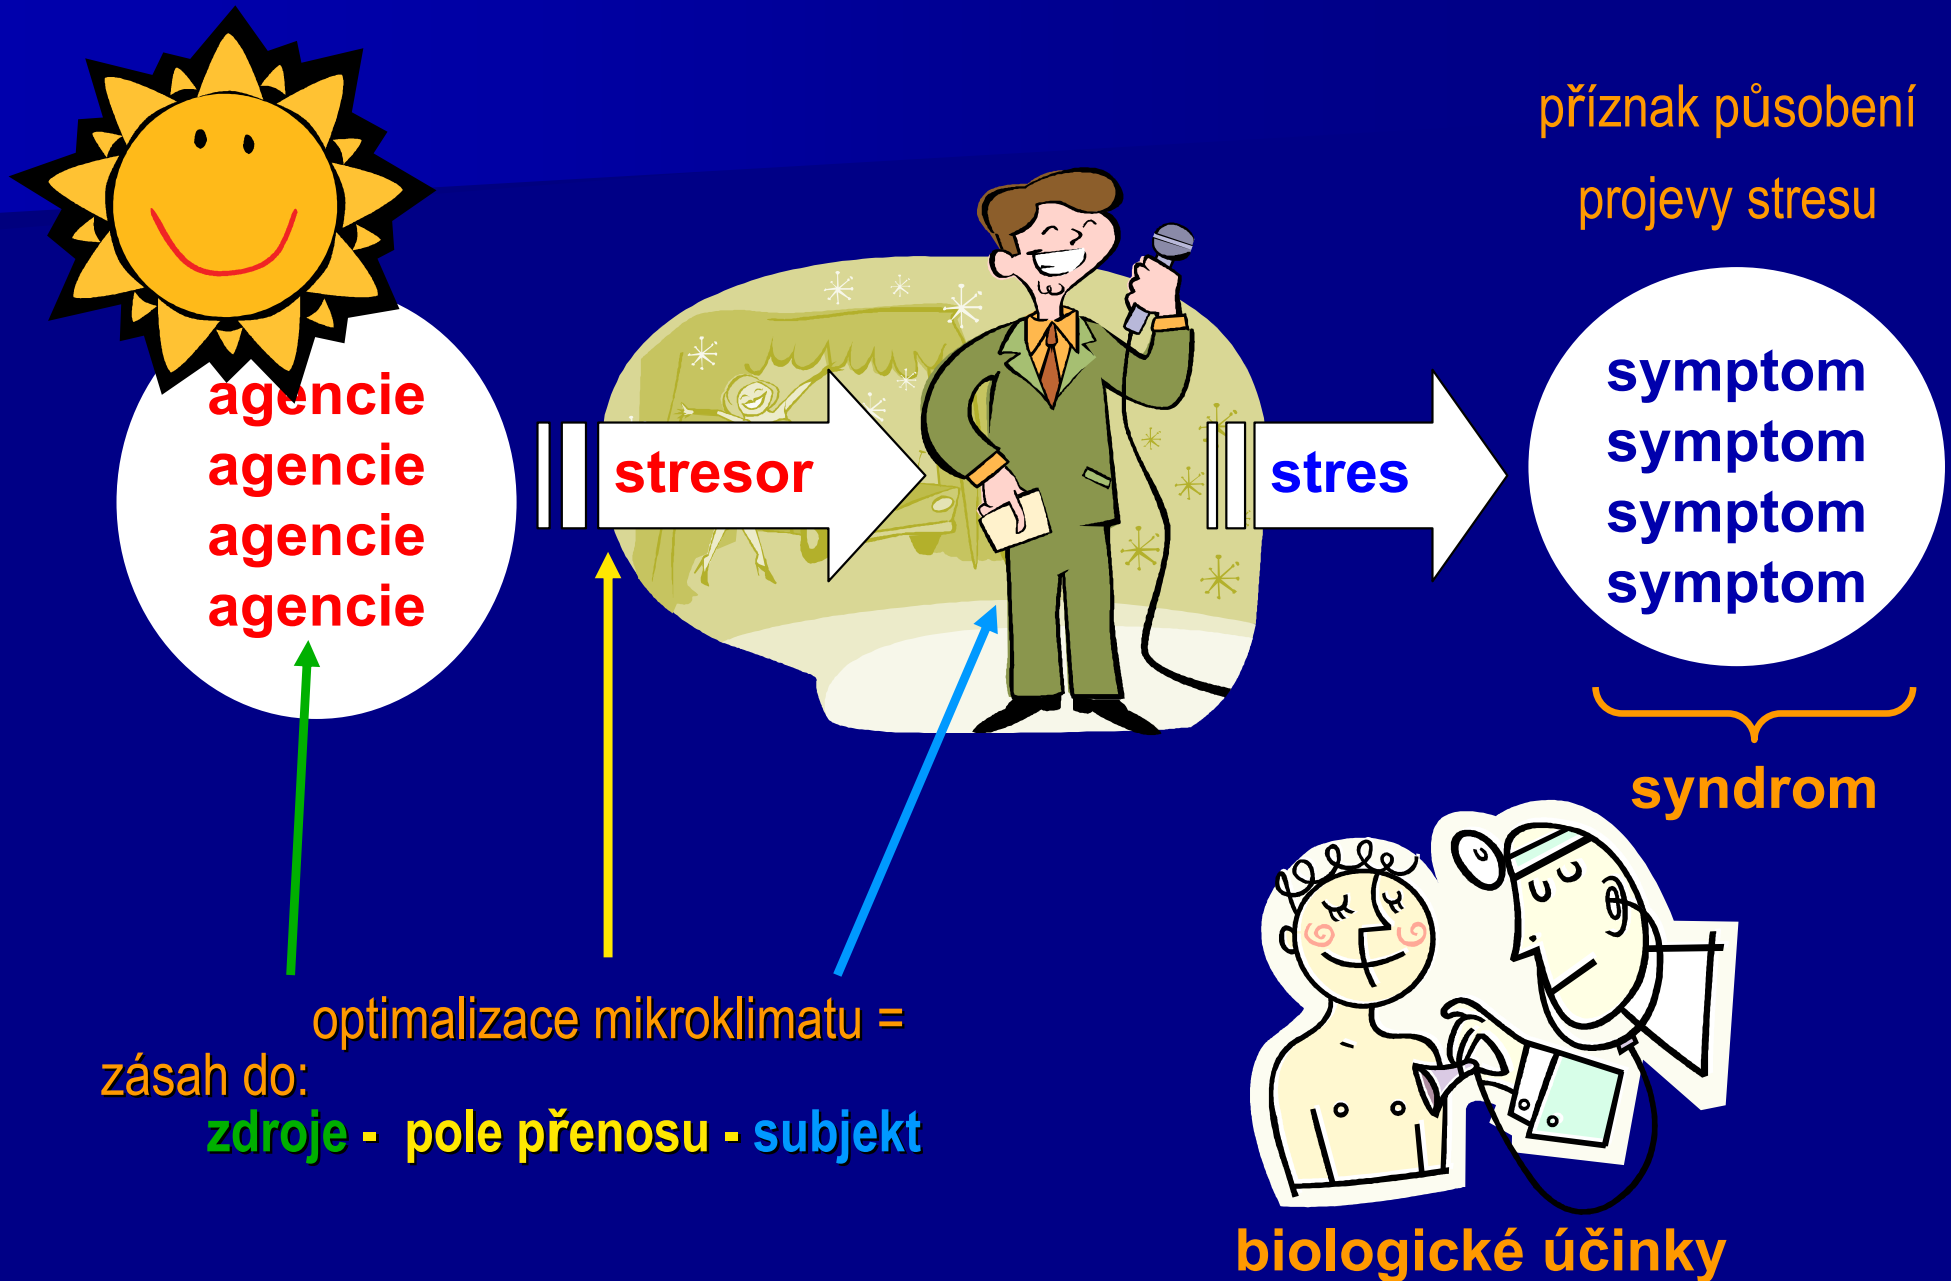 příznak působení
projevy stresu
agencie
agencie
agencie
agencie
stresor
stres
symptom
symptom
symptom
symptom
syndrom
optimalizace mikroklimatu =
zásah do:
zdroje - pole přenosu - subjekt
biologické účinky